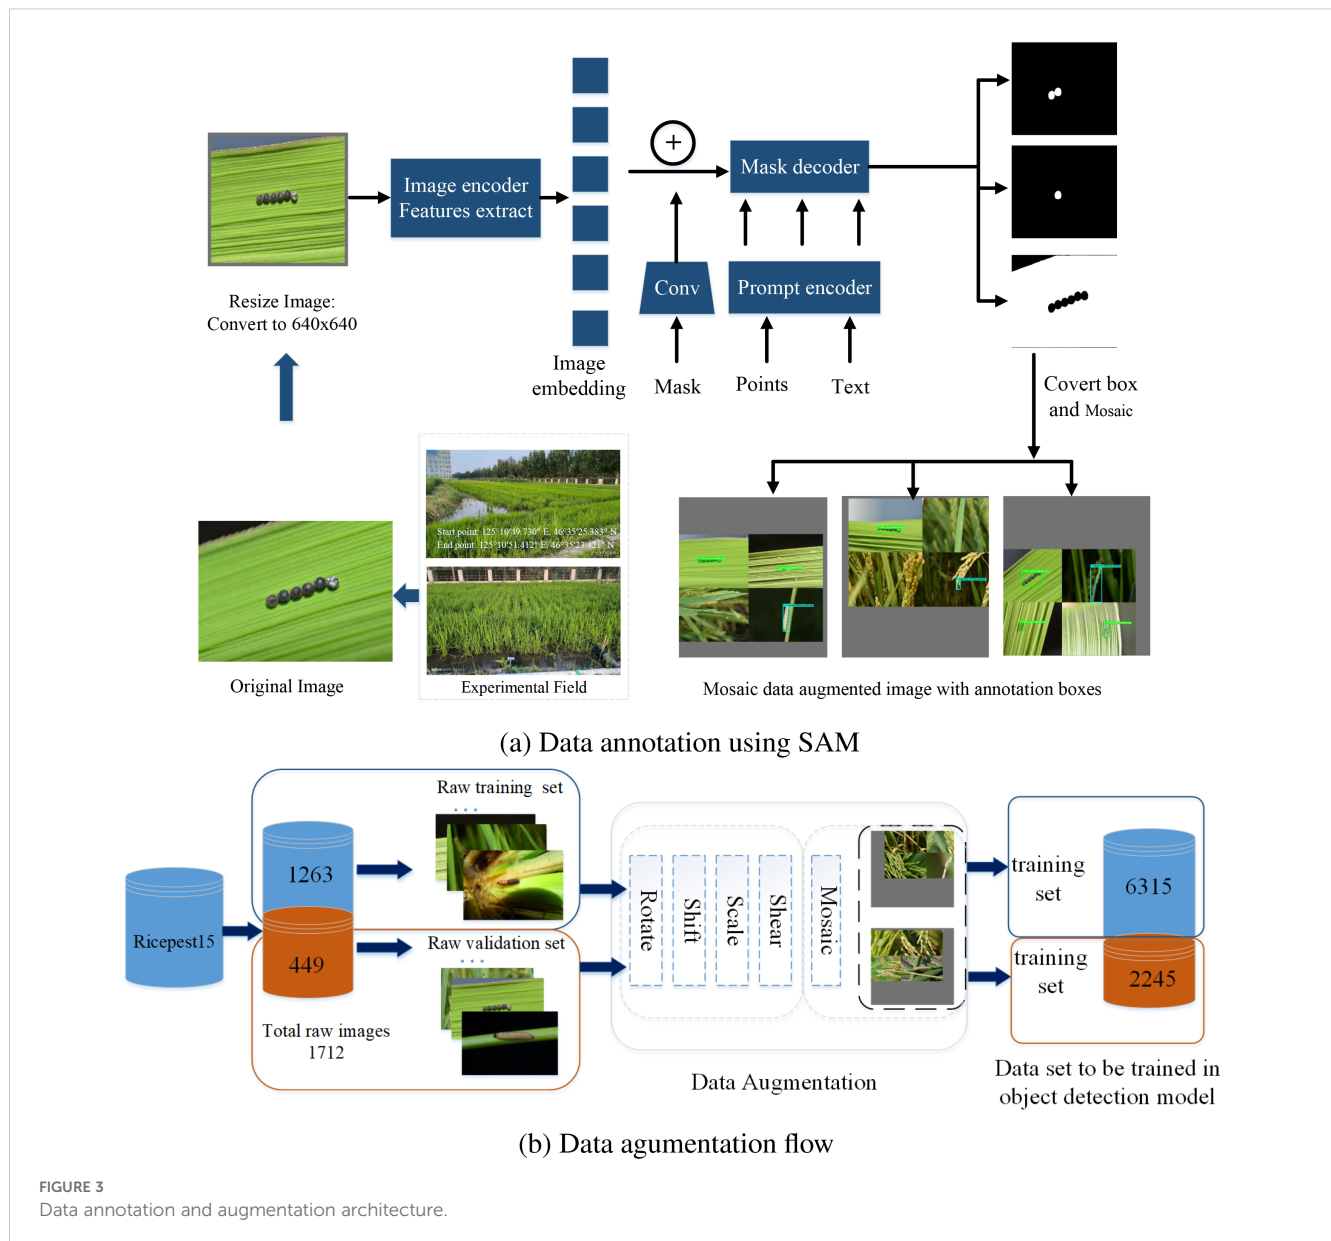 Image encoder
Features extract
Mask decoder
Conv
Prompt encoder
Resize Image:
Convert to 640x640
Image
embedding
Mask
Points
Text
Covert box
and Mosaic
Start point: 125°10'49.730" E, 46°35'25.383" N
End point: 125°10'51.412" E, 46°35'23.421" N
Original Image
Experimental Field
Mosaic data augmented image with annotation boxes
(a) Data annotation using SAM
Ricepest15
1263
449
Total raw images
1712
Raw training set
...
Raw validation set
...
Rotate
Shift
Scale
Shear
Mosaic
Data Augmentation
training
set
6315
training
set
2245
Data set to be trained in
object detection model
(b) Data agumentation flow
FIGURE 3
Data annotation and augmentation architecture.